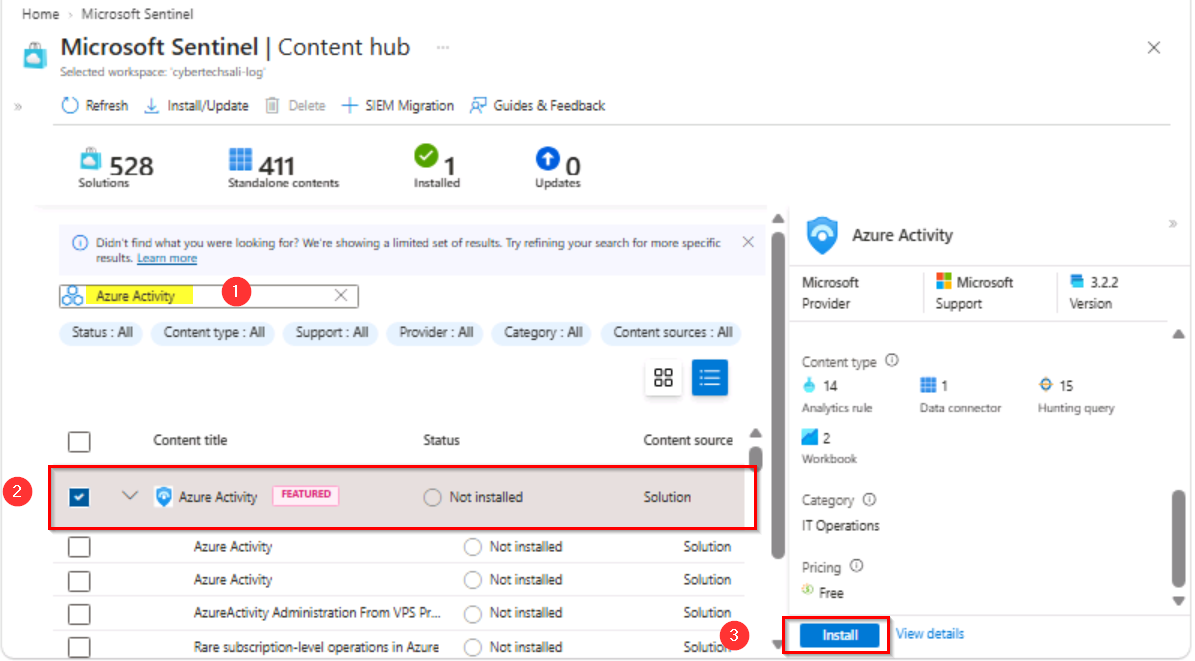 Home › Microsoft Sentinel
Microsoft Sentinel | Content hub ...
Selected workspace: 'cybertechsali-log'
» Refresh Install/Update Delete SIEM Migration Guides & Feedback
528 411 1 0
Solutions Standalone contents Installed Updates
Didn't find what you were looking for? We're showing a limited set of results. Try refining your search for more specific
results. Learn more
Azure Activity 1
Status : All Content type : All Support : All Provider : All Category : All Content sources : All
Content title Status Content source
2 Azure Activity FEATURED Not installed Solution
Azure Activity Not installed Solution
Azure Activity Not installed Solution
AzureActivity Administration From VPS Pr... Not installed Solution
Rare subscription-level operations in Azure Not installed Solution
Azure Activity »
Microsoft Microsoft 3.2.2
Provider Support Version
Content type
14 1 15
Analytics rule Data connector Hunting query
2
Workbook
Category
IT Operations
Pricing
Free
3 Install View details